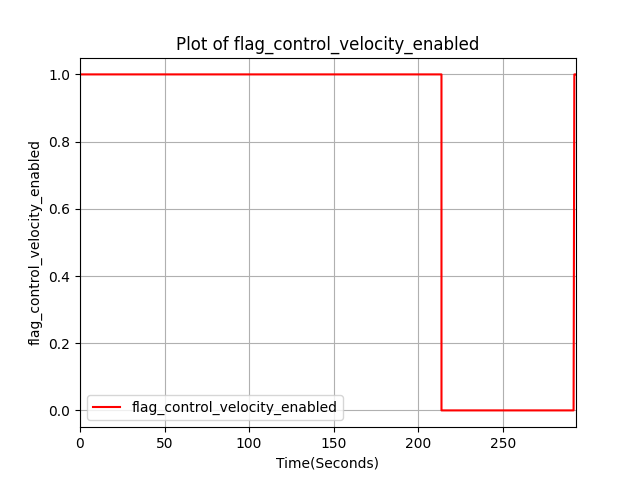 Plot of flag_control_velocity_enabled
flag_control_velocity_enabled
1.0
0.8
0.6
0.4
0.2
0.0
flag_control_velocity_enabled
0 50 100 150 200 250
Time(Seconds)